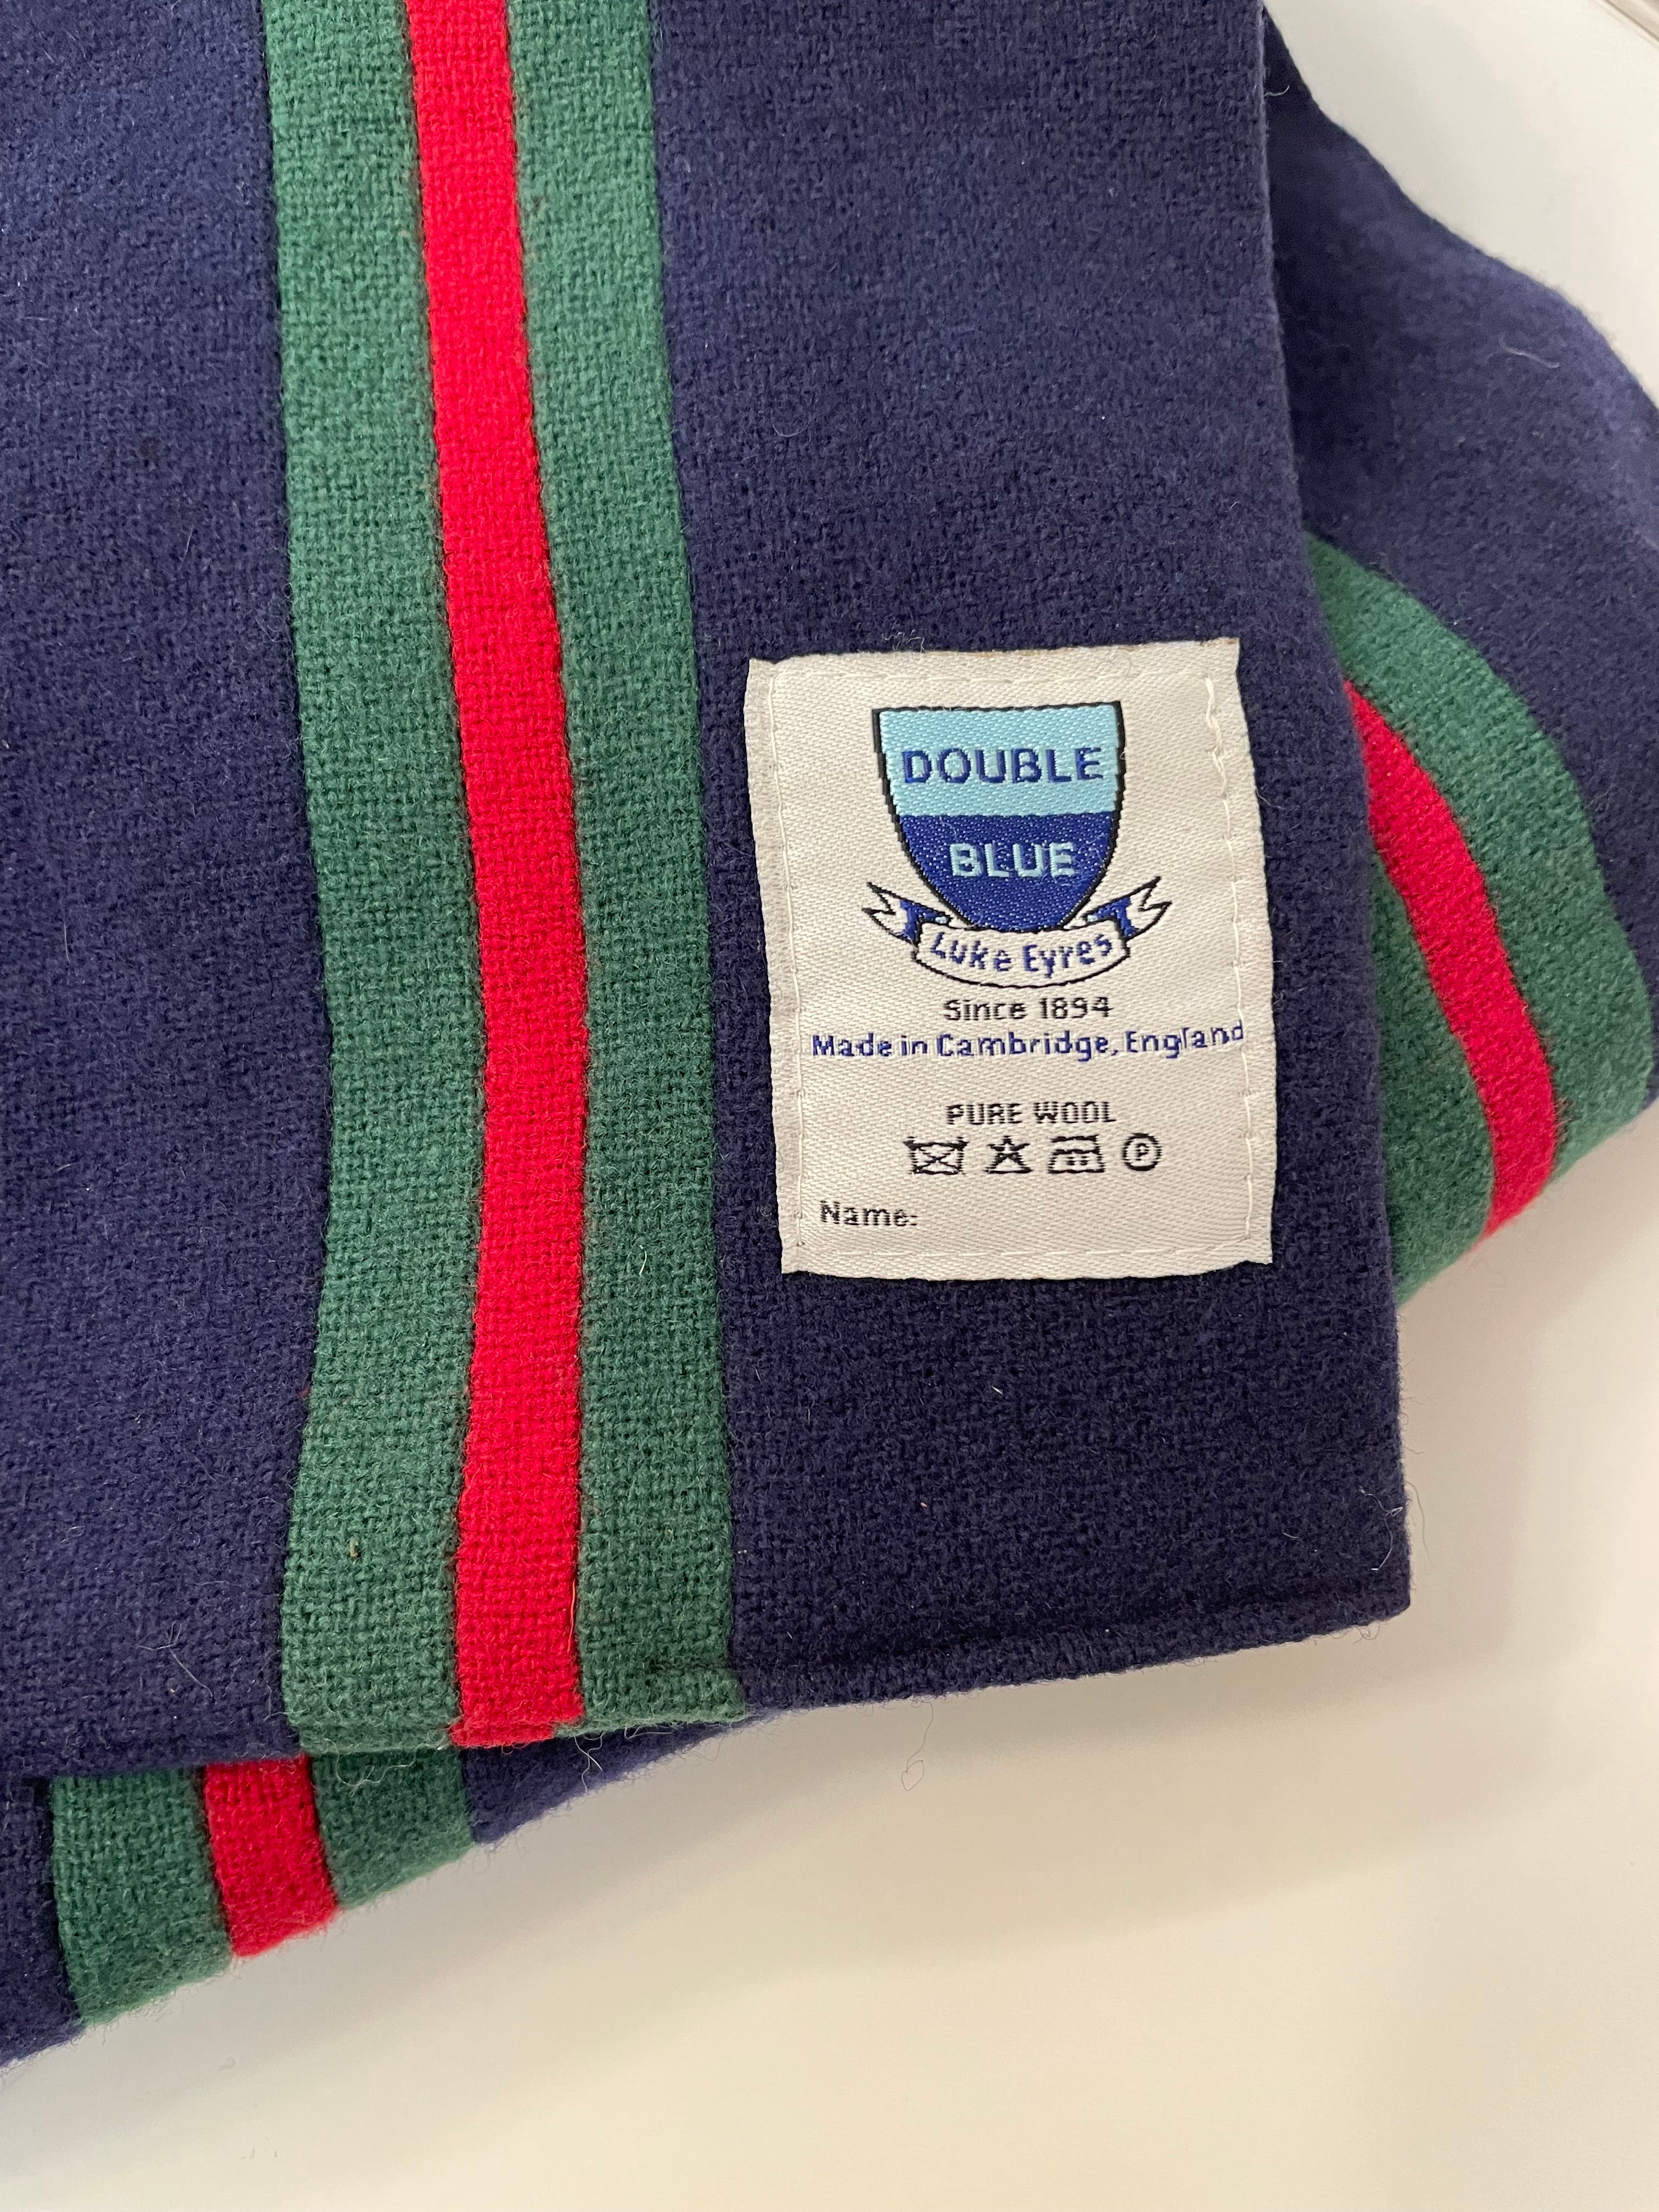 DOUBLE
BLUE
Luke Eyres
Since 1894
Made in Cambridge, England
PURE WOOL
P
Name: